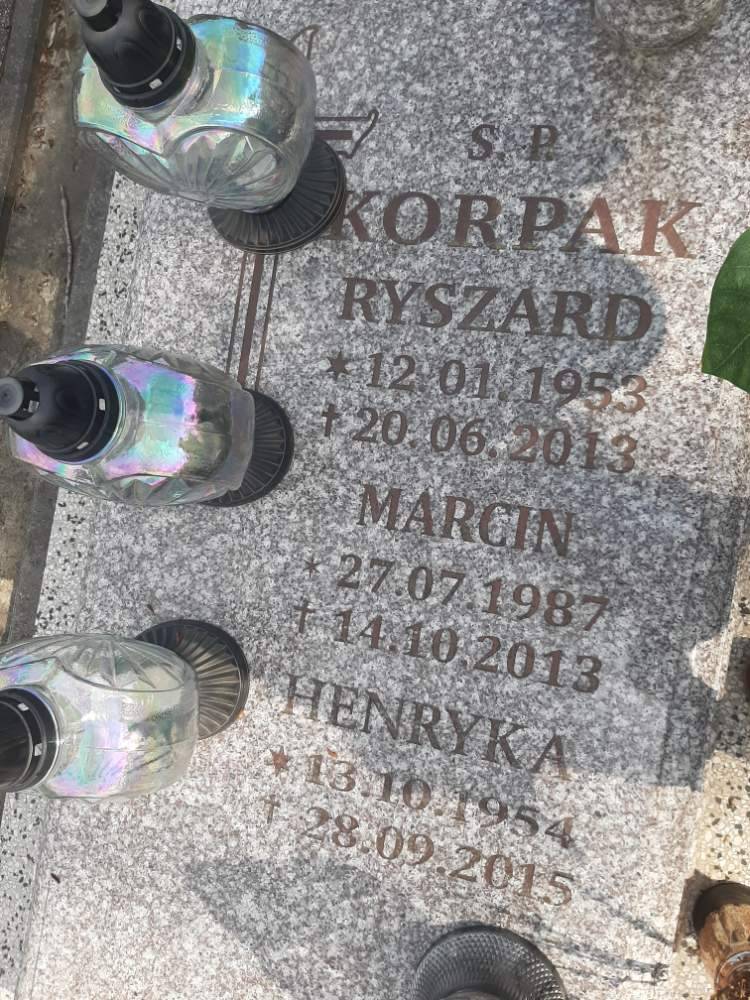 S. P.
KORPAK
RYSZARD
* 12.01.1953
† 20.06.2013
MARCIN
* 27.07.1987
† 14.10.2013
HENRYKA
* 13.10.1954
† 28.09.2015